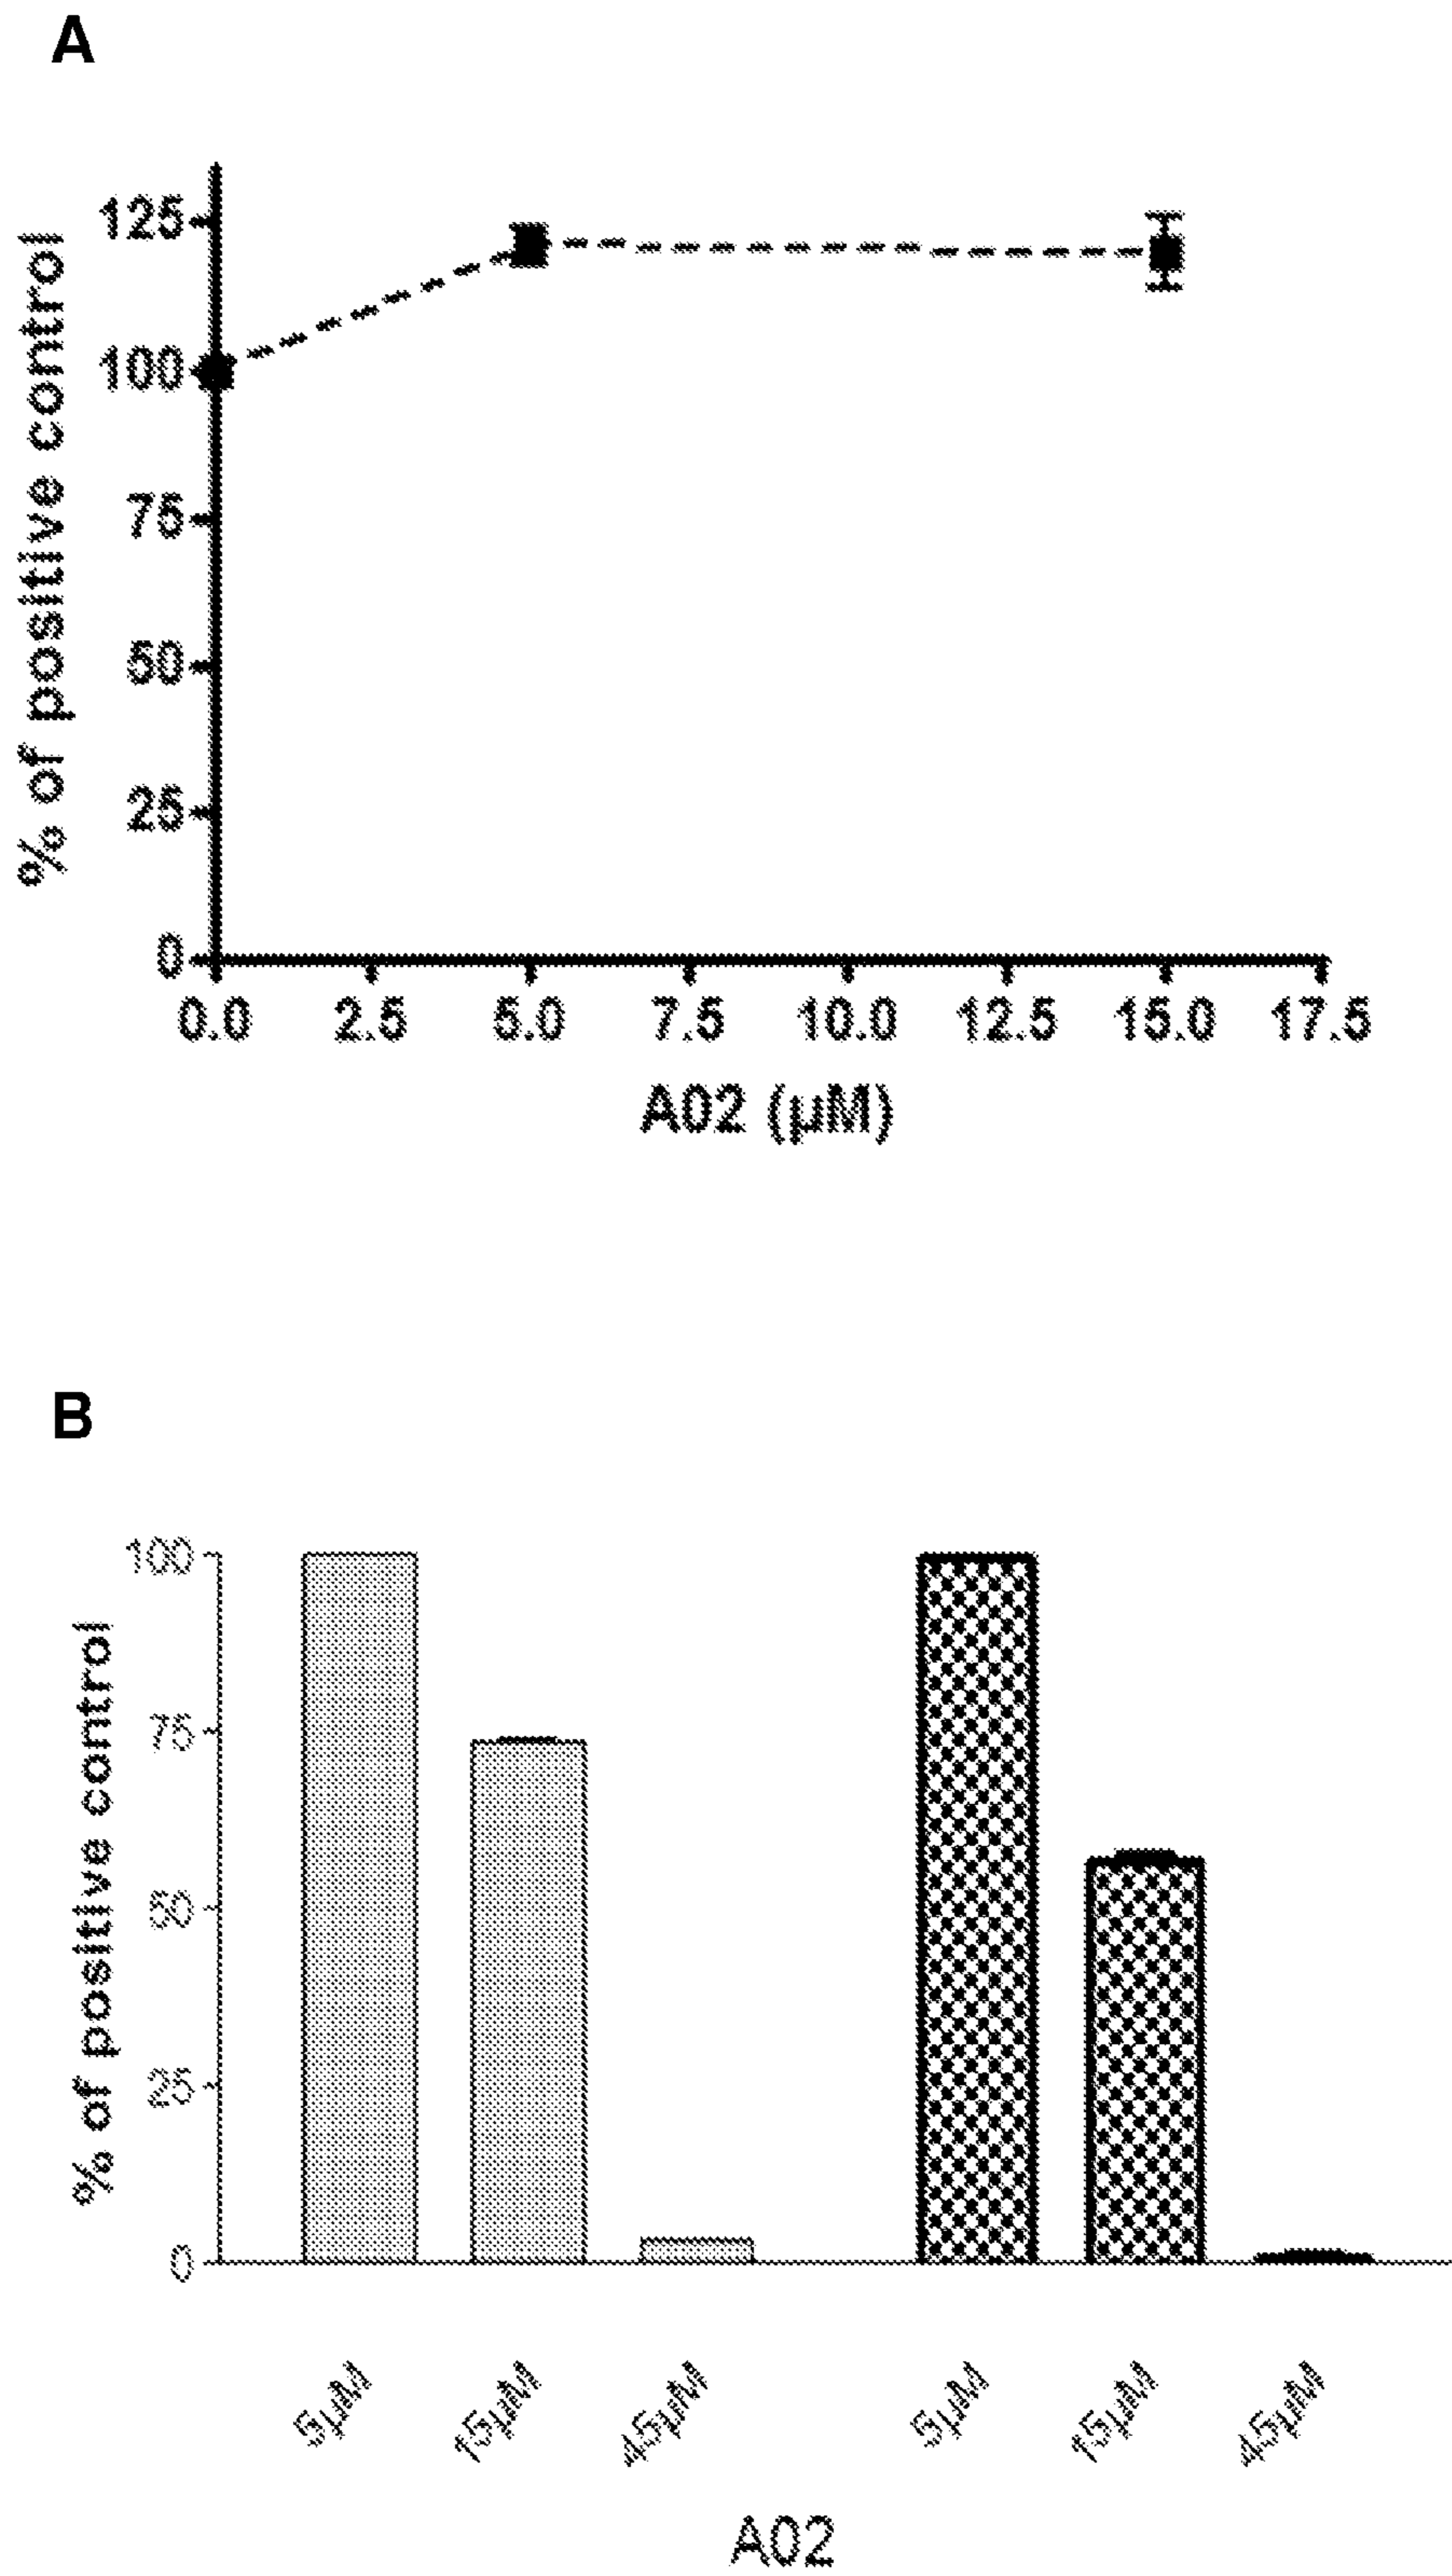 A
% of positive control
125
100
75
50
25
0
0.0 2.5 5.0 7.5 10.0 12.5 15.0 17.5
A02 (µM)
B
% of positive control
100
75
50
25
0
5µM 15µM 45µM 5µM 15µM 45µM
A02